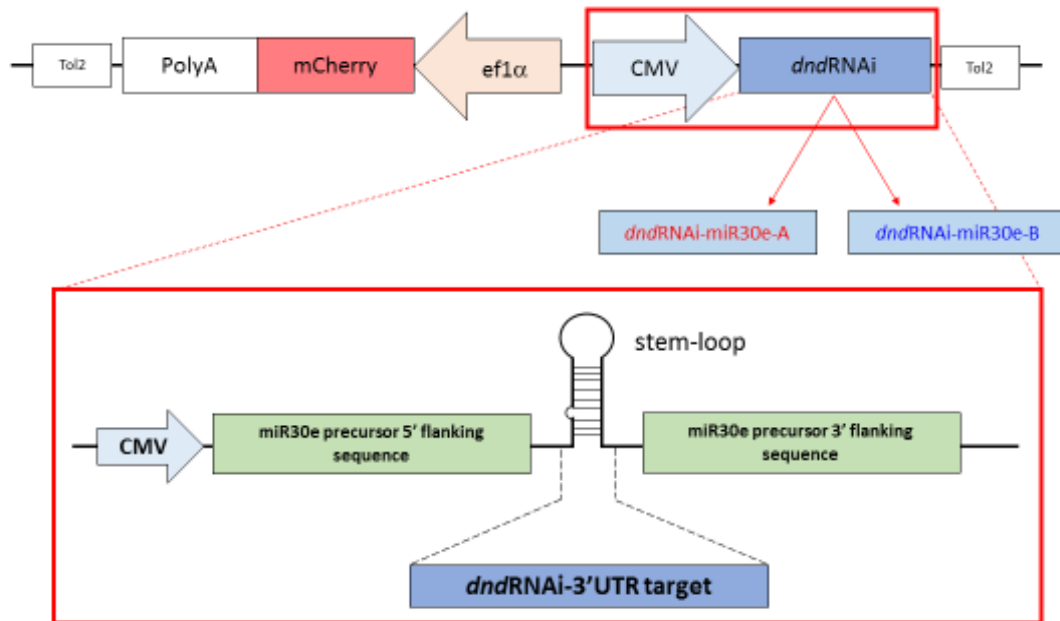 Tol2
PolyA
mCherry
ef1α
CMV
dndRNAi
Tol2
dndRNAi-miR30e-A
dndRNAi-miR30e-B
stem-loop
CMV
miR30e precursor 5' flanking
sequence
miR30e precursor 3' flanking
sequence
dndRNAi-3'UTR target